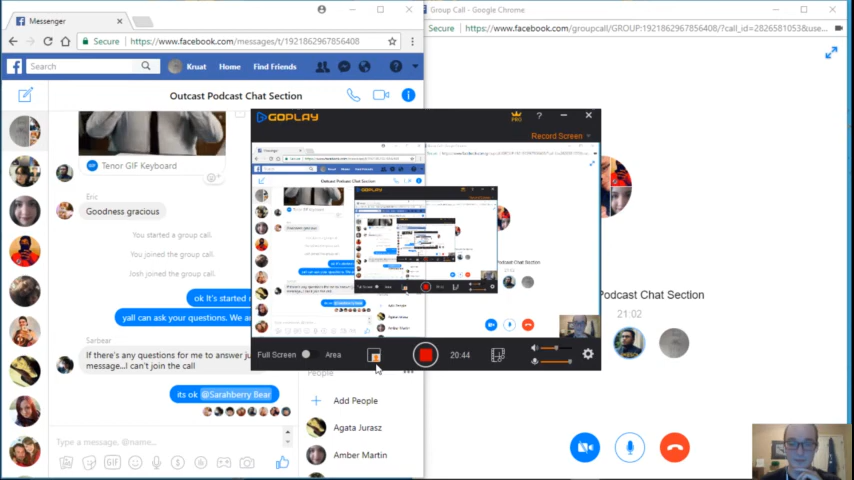 Messenger
Group Call - Google Chrome
Secure
https://www.facebook.com/messages/t/1921862967856408
Secure
https://www.facebook.com/groupcall/GROUP:1921862967856408/?call_id=2826581053&use...
Search
Kruat
Home
Find Friends
Outcast Podcast Chat Section
GOPLAY
PRO
Record Screen
Tenor GIF Keyboard
Eric
Goodness gracious
You started a group call.
You joined the group call.
Josh joined the group call.
ok It's started n
yall can ask your questions. We ar
Sarbear
If there's any questions for me to answer ju
message...I can't join the call
its ok @Sarahberry Bear
Podcast Chat Section
21:02
Full Screen
Area
20:44
People
Add People
Agata Jurasz
Amber Martin
Type a message, @name...
GIF